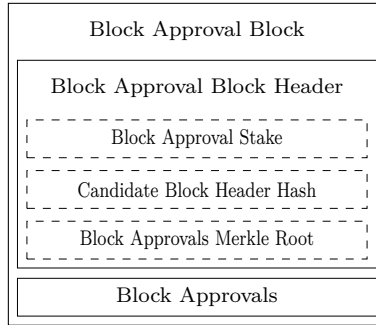 Block Approval Block
Block Approval Block Header
Block Approval Stake
Candidate Block Header Hash
Block Approvals Merkle Root
Block Approvals